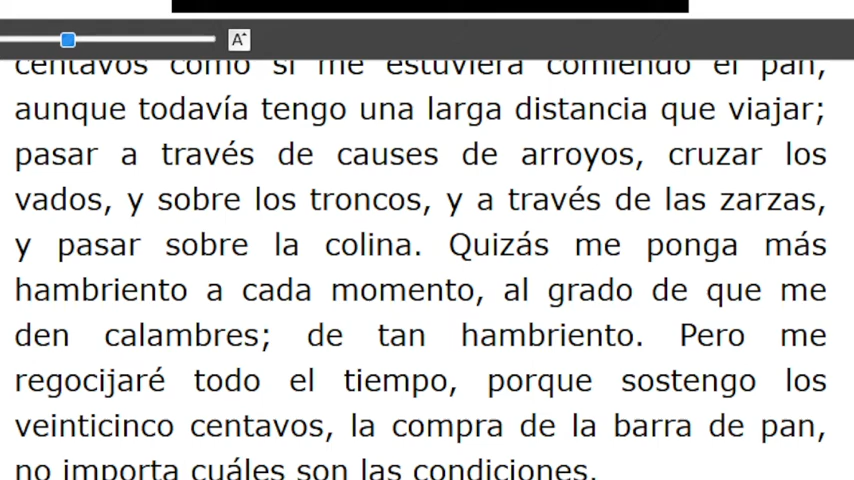 A
centavos como si me estuviera comiendo el pan,
aunque todavía tengo una larga distancia que viajar;
pasar a través de causes de arroyos, cruzar los
vados, y sobre los troncos, y a través de las zarzas,
y pasar sobre la colina. Quizás me ponga más
hambriento a cada momento, al grado de que me
den calambres; de tan hambriento. Pero me
regocijaré todo el tiempo, porque sostengo los
veinticinco centavos, la compra de la barra de pan,
no importa cuáles son las condiciones.